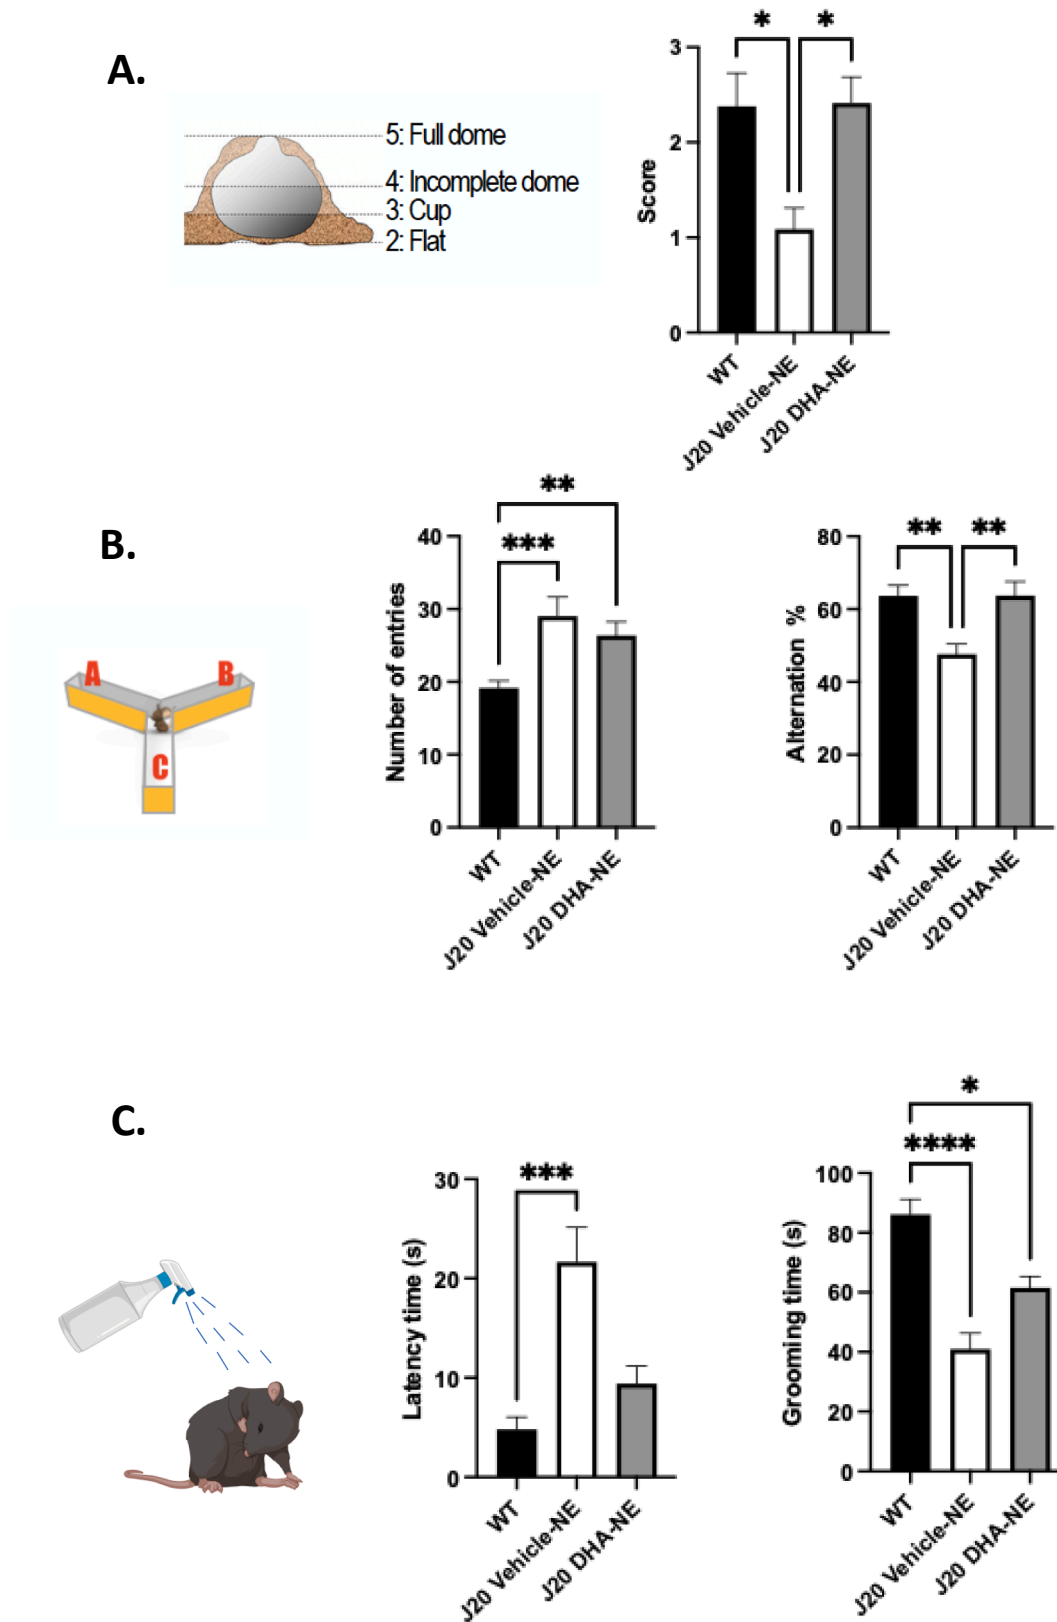 A.
5: Full dome
4: Incomplete dome
3: Cup
2: Flat
* *
3
2
1
0
Score
WT
J20 Vehicle-NE
J20 DHA-NE
B.
A
B
C
**
***
40
30
20
10
0
Number of entries
WT
J20 Vehicle-NE
J20 DHA-NE
** **
80
60
40
20
0
Alternation %
WT
J20 Vehicle-NE
J20 DHA-NE
C.
***
30
20
10
0
Latency time (s)
WT
J20 Vehicle-NE
J20 DHA-NE
*
****
100
80
60
40
20
0
Grooming time (s)
WT
J20 Vehicle-NE
J20 DHA-NE